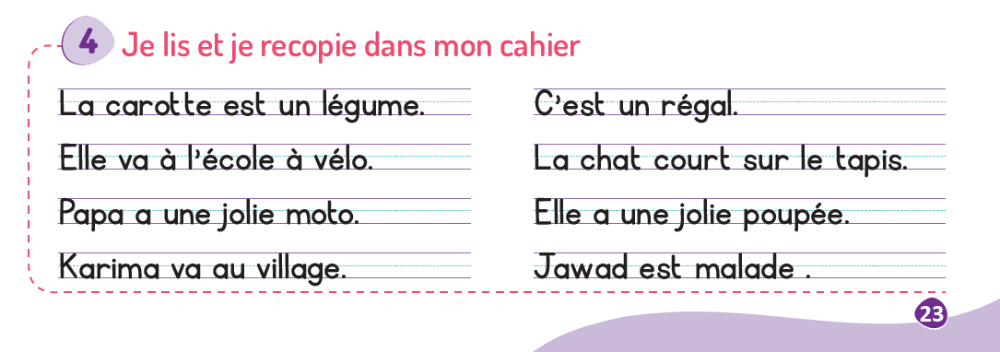 4 Je lis et je recopie dans mon cahier
La carotte est un légume.
Elle va à l'école à vélo.
Papa a une jolie moto.
Karima va au village.
C'est un régal.
La chat court sur le tapis.
Elle a une jolie poupée.
Jawad est malade .
23